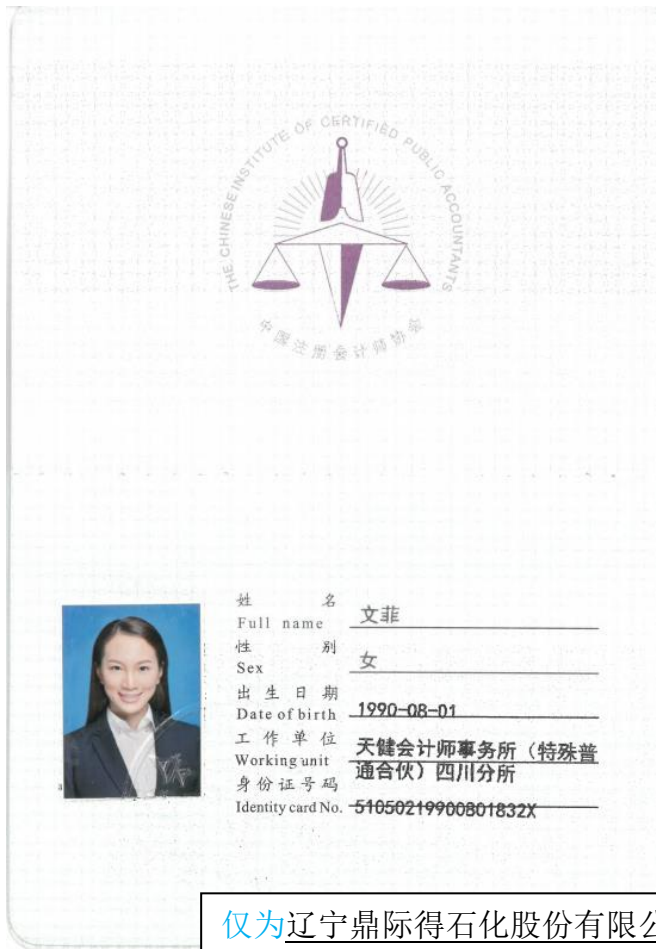 THE CHINESE INSTITUTE OF CERTIFIED PUBLIC ACCOUNTANTS
中国注册会计师协会
姓名 文菲
Full name
性别 女
Sex
出生日期
Date of birth 1990-08-01
工作单位 天健会计师事务所（特殊普
Working unit 通合伙）四川分所
身份证号码
Identity card No. 51050219900801832X
仅为辽宁鼎际得石化股份有限